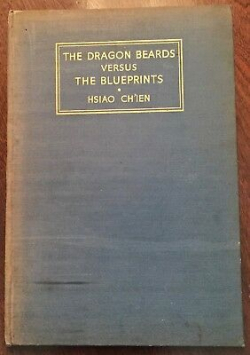 THE DRAGON BEARDS
VERSUS
THE BLUEPRINTS
•
HSIAO CH'IEN